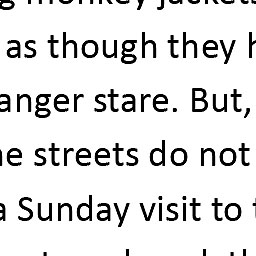 monkey jackets
as though they
anger stare. But,
streets do not
a Sunday visit to